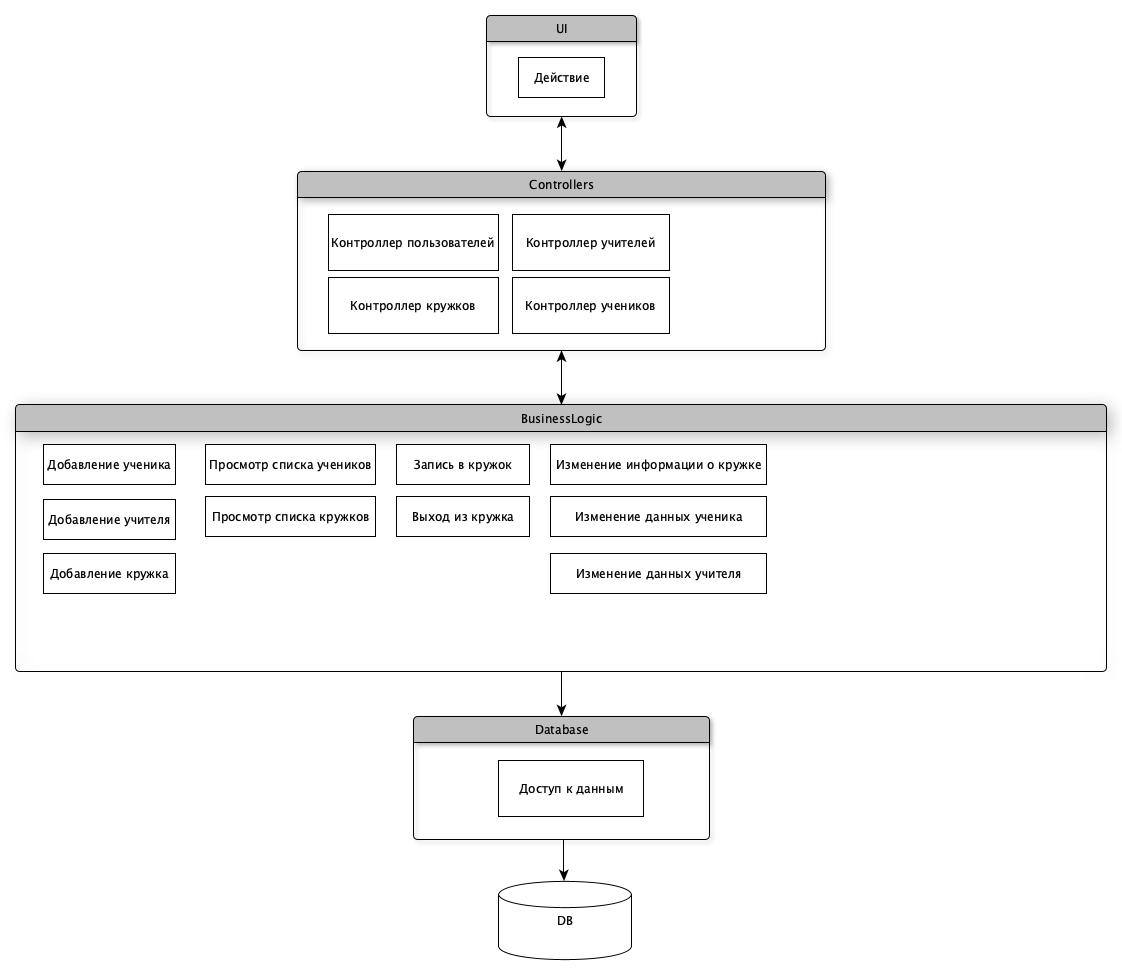 UI
Действие
Controllers
Контроллер пользователей
Контроллер учителей
Контроллер кружков
Контроллер учеников
BusinessLogic
Добавление ученика
Просмотр списка учеников
Запись в кружок
Изменение информации о кружке
Добавление учителя
Просмотр списка кружков
Выход из кружка
Изменение данных ученика
Добавление кружка
Изменение данных учителя
Database
Доступ к данным
DB